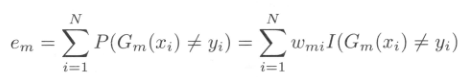 e_m = \sum_{i=1}^{N} P(G_m(x_i) \neq y_i) = \sum_{i=1}^{N} w_{mi} I(G_m(x_i) \neq y_i)